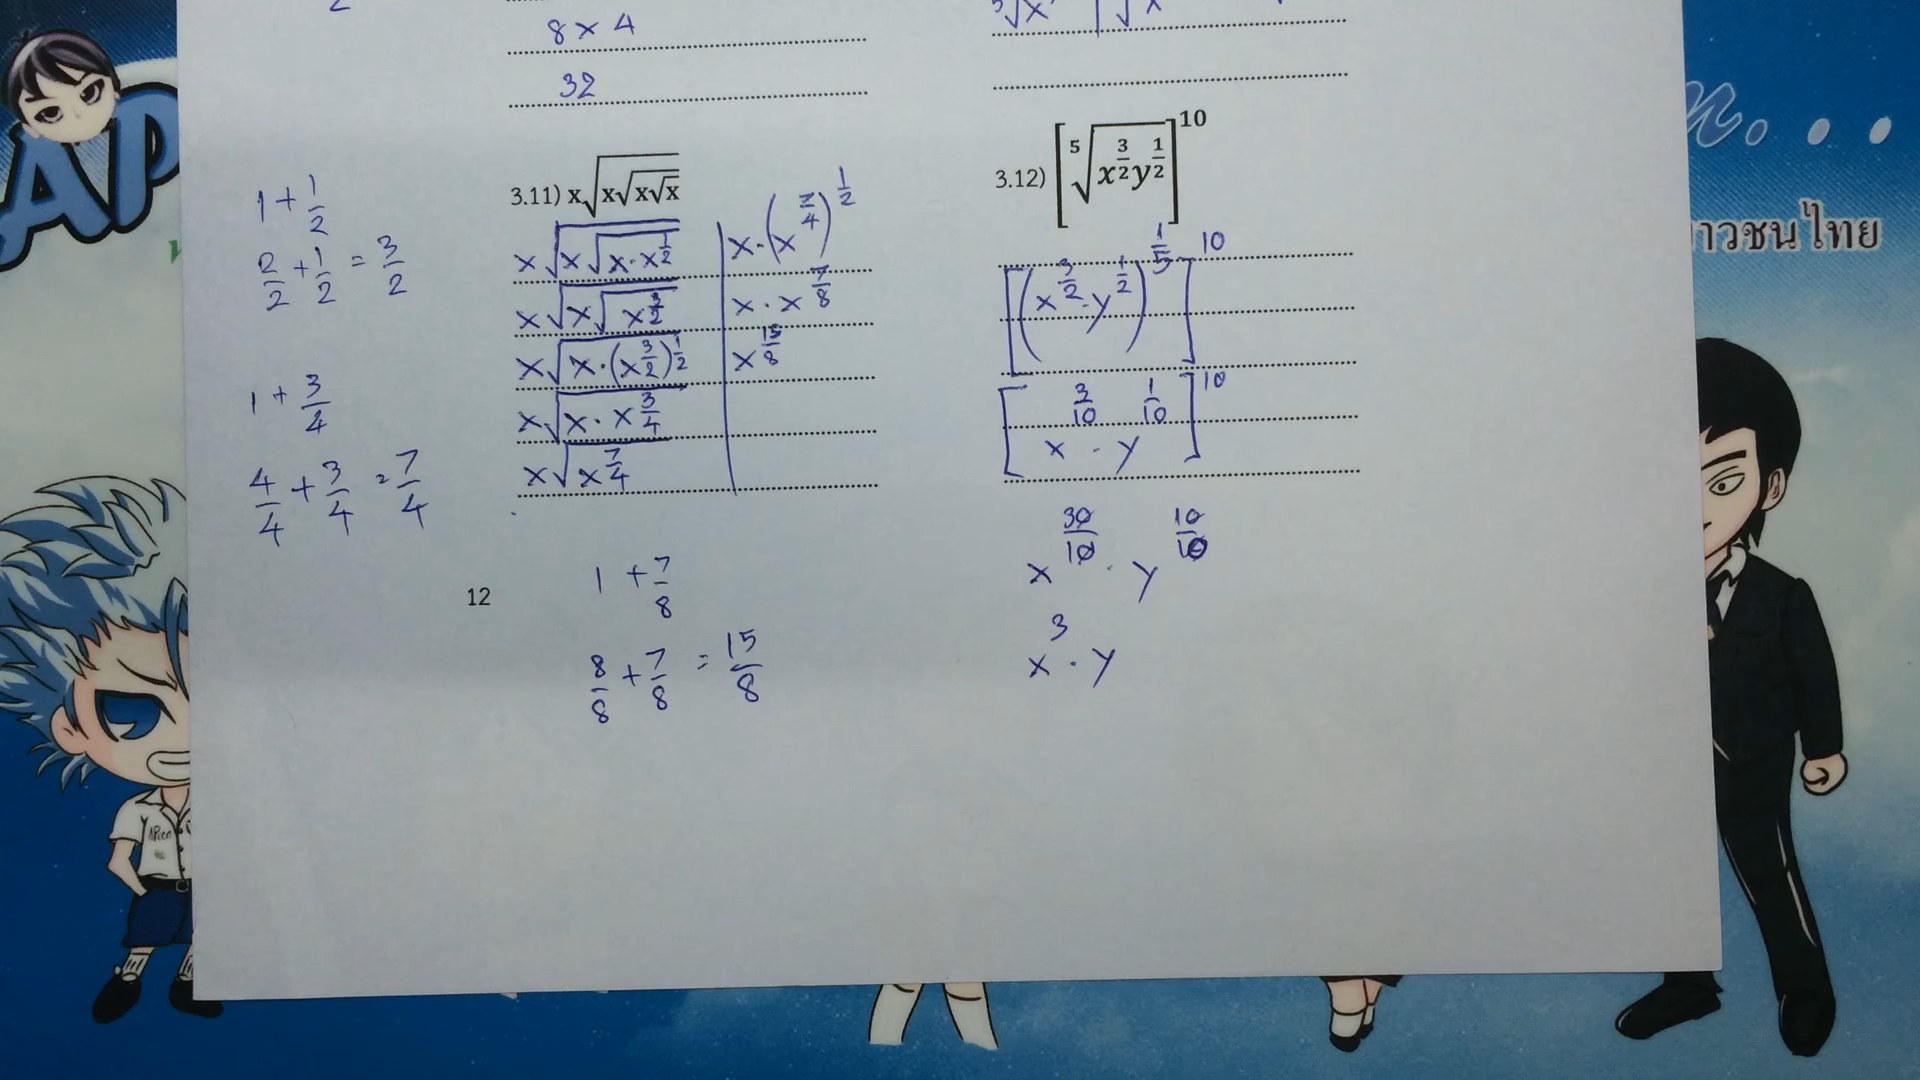 8 × 4
32
3.11) x√(x√(x√x))
x√(x√(x·x^(1/2)))
x√(x√(x^(3/2)))
x√(x·(x^(3/2))^(1/2))
x√(x·x^(3/4))
x√(x^(7/4))
x·(x^(7/4))^(1/2)
x·x^(7/8)
x^(15/8)
1 + 1/2
2/2 + 1/2 = 3/2
1 + 3/4
4/4 + 3/4 = 7/4
1 + 7/8
8/8 + 7/8 = 15/8
12
3.12) [⁵√(x^(3/2)y^(1/2))]^10
[(x^(3/2)·y^(1/2))^(1/5)]^10
[x^(3/10)·y^(1/10)]^10
x^(30/10)·y^(10/10)
x^3·y
AP
...
าวชนไทย